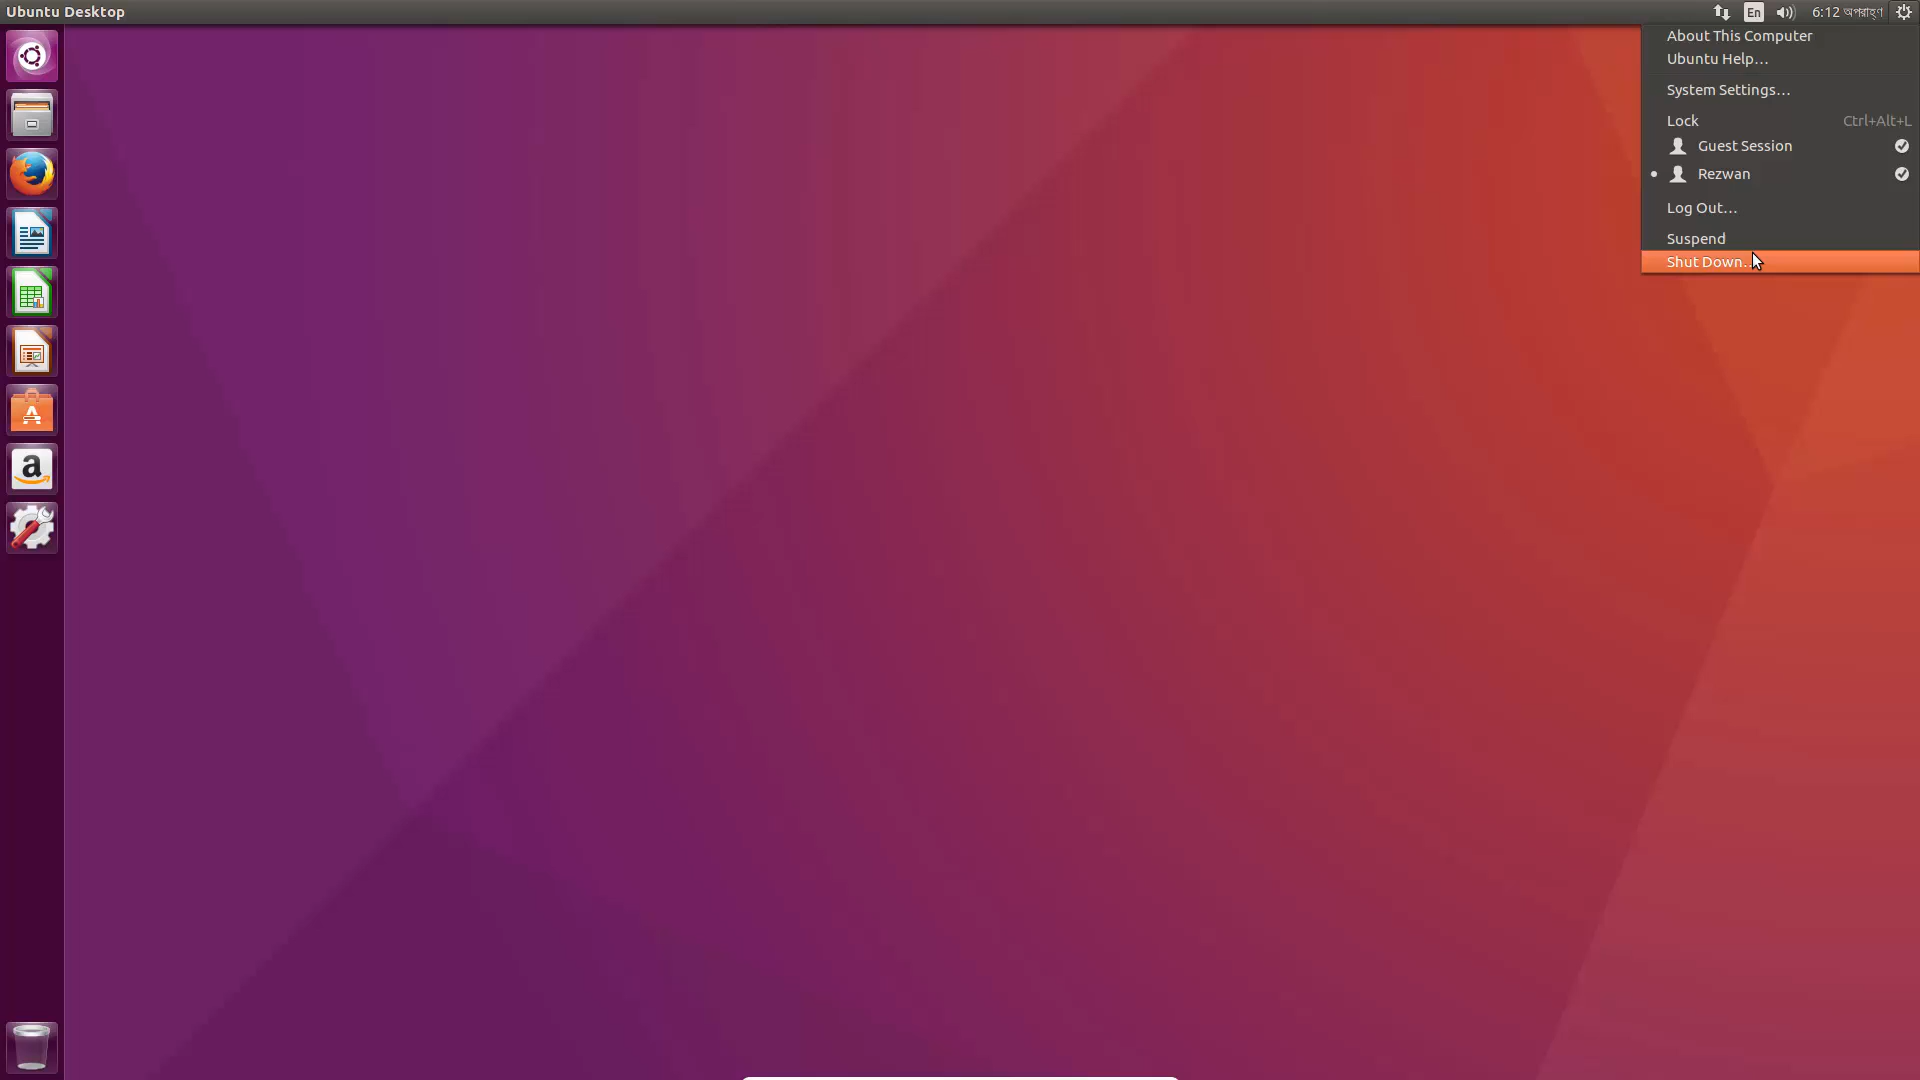 Ubuntu Desktop
En
6:12 অপরাহ্ণ
About This Computer
Ubuntu Help...
System Settings...
Lock Ctrl+Alt+L
Guest Session
Rezwan
Log Out...
Suspend
Shut Down...